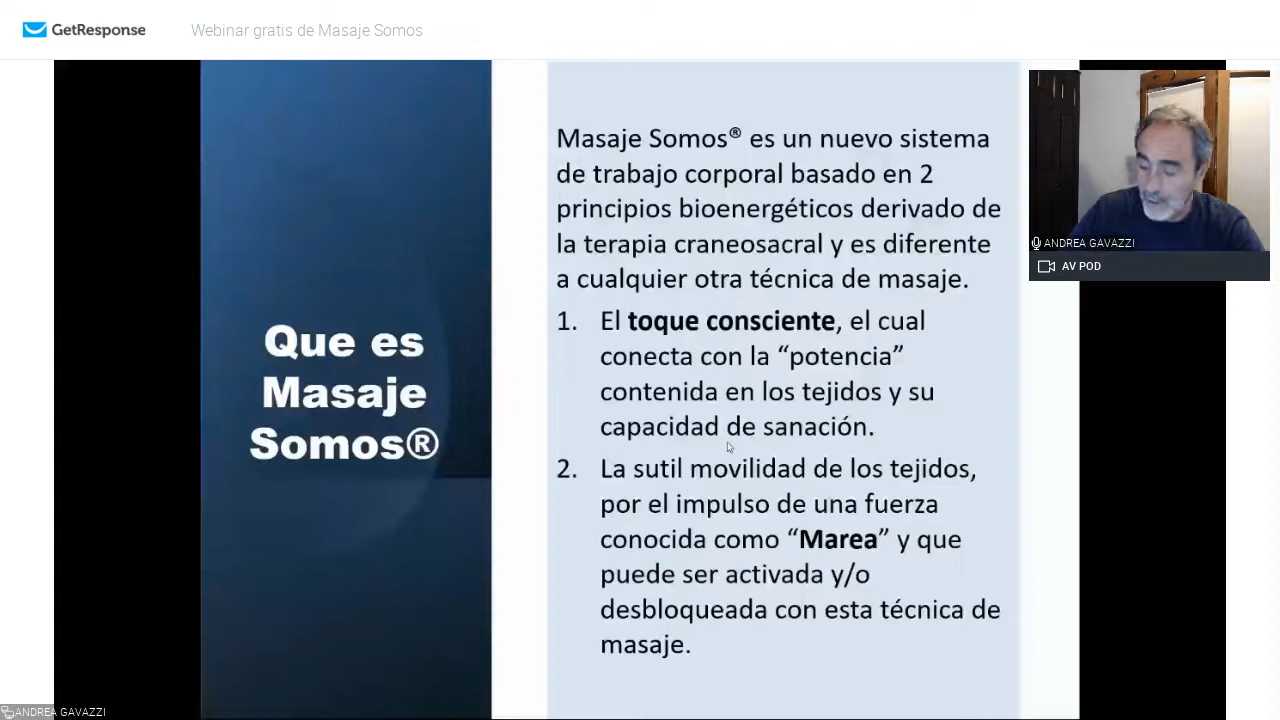 GetResponse
Webinar gratis de Masaje Somos
Que es
Masaje
Somos®
Masaje Somos® es un nuevo sistema
de trabajo corporal basado en 2
principios bioenergéticos derivado de
la terapia craneosacral y es diferente
a cualquier otra técnica de masaje.
1. El toque consciente, el cual
conecta con la “potencia”
contenida en los tejidos y su
capacidad de sanación.
2. La sutil movilidad de los tejidos,
por el impulso de una fuerza
conocida como “Marea” y que
puede ser activada y/o
desbloqueada con esta técnica de
masaje.
ANDREA GAVAZZI
AV POD
ANDREA GAVAZZI